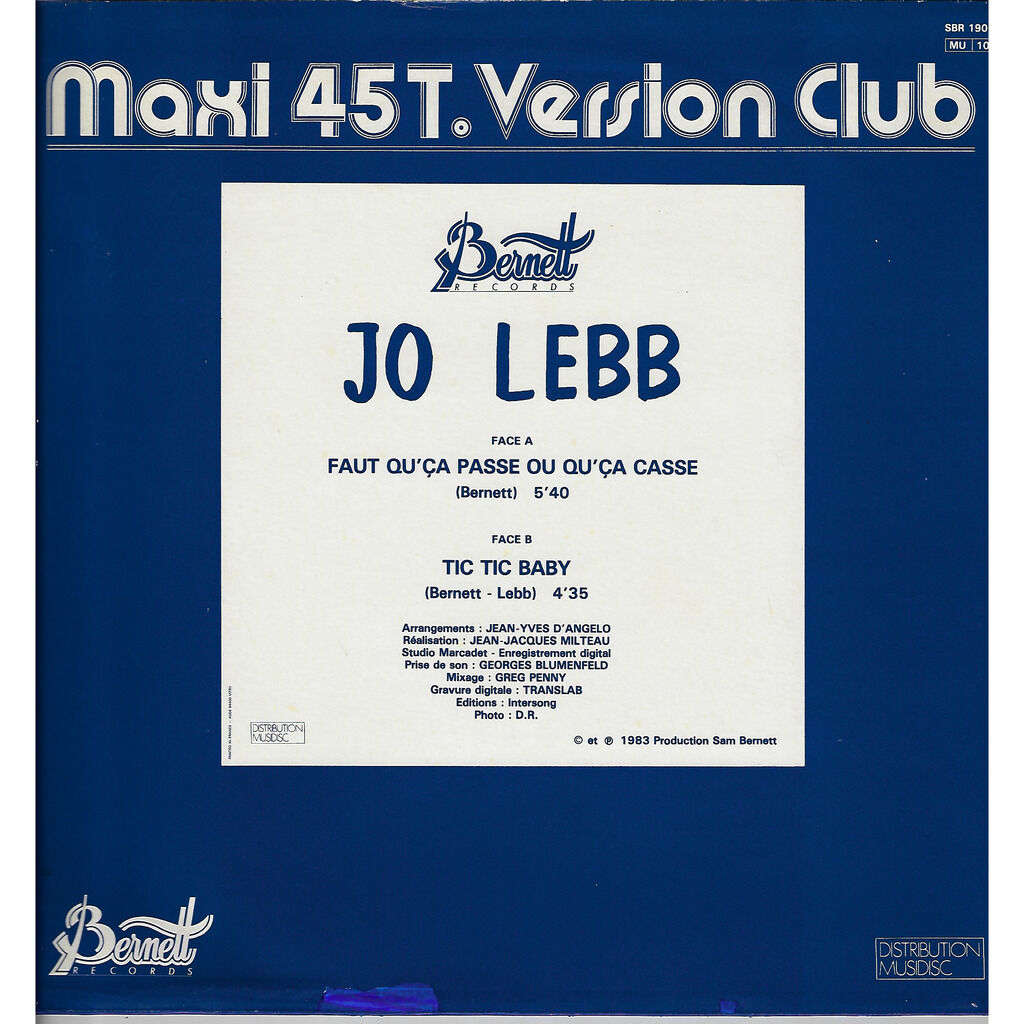 SBR 190
MU 10
Maxi 45T. Version Club
Bernett
RECORDS
JO LEBB
FACE A
FAUT QU'ÇA PASSE OU QU'ÇA CASSE
(Bernett) 5'40
FACE B
TIC TIC BABY
(Bernett - Lebb) 4'35
Arrangements : JEAN-YVES D'ANGELO
Réalisation : JEAN-JACQUES MILTEAU
Studio Marcadet - Enregistrement digital
Prise de son : GEORGES BLUMENFELD
Mixage : GREG PENNY
Gravure digitale : TRANSLAB
Editions : Intersong
Photo : D.R.
PRINTED IN FRANCE
DISTRIBUTION
MUSIDISC
© et ℗ 1983 Production Sam Bernett
Bernett
RECORDS
DISTRIBUTION
MUSIDISC